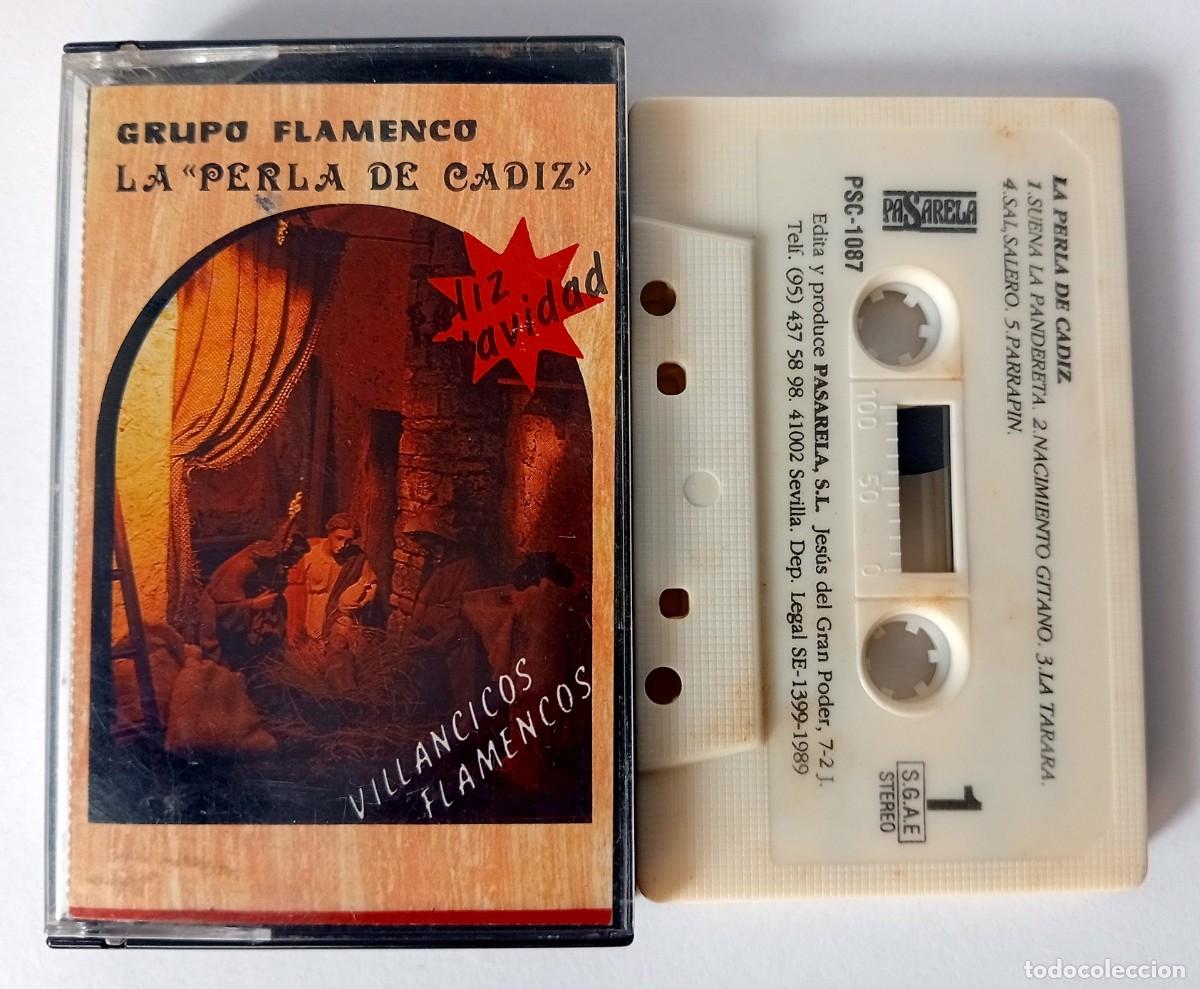 GRUPO FLAMENCO
LA "PERLA DE CADIZ"
liz
avidad
VILLANCICOS
FLAMENCOS
LA PERLA DE CADIZ
1.SUENA LA PANDERETA. 2.NACIMIENTO GITANO. 3.LA TARARA.
4.SAL,SALERO. 5.PARRAPIN.
PASARELA
PSC-1087
Edita y produce PASARELA, S.L. Jesús del Gran Poder, 7-2 J.
Telf. (95) 437 58 98. 41002 Sevilla. Dep. Legal SE-1399-1989
100 50 0
1
S.G.A.E
STEREO
todocoleccion